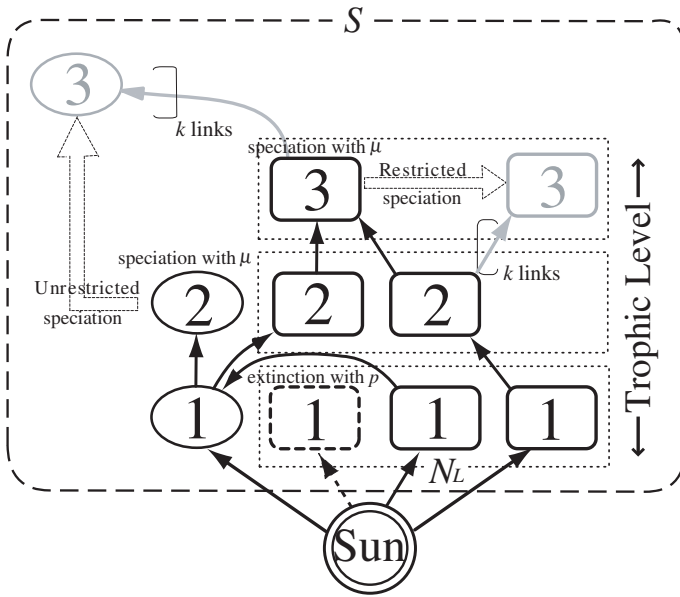 S
3
k links
speciation with μ
3
Restricted
speciation
3
k links
speciation with μ
Unrestricted
speciation
2
2
2
Trophic Level
extinction with p
1
1
1
1
NL
Sun